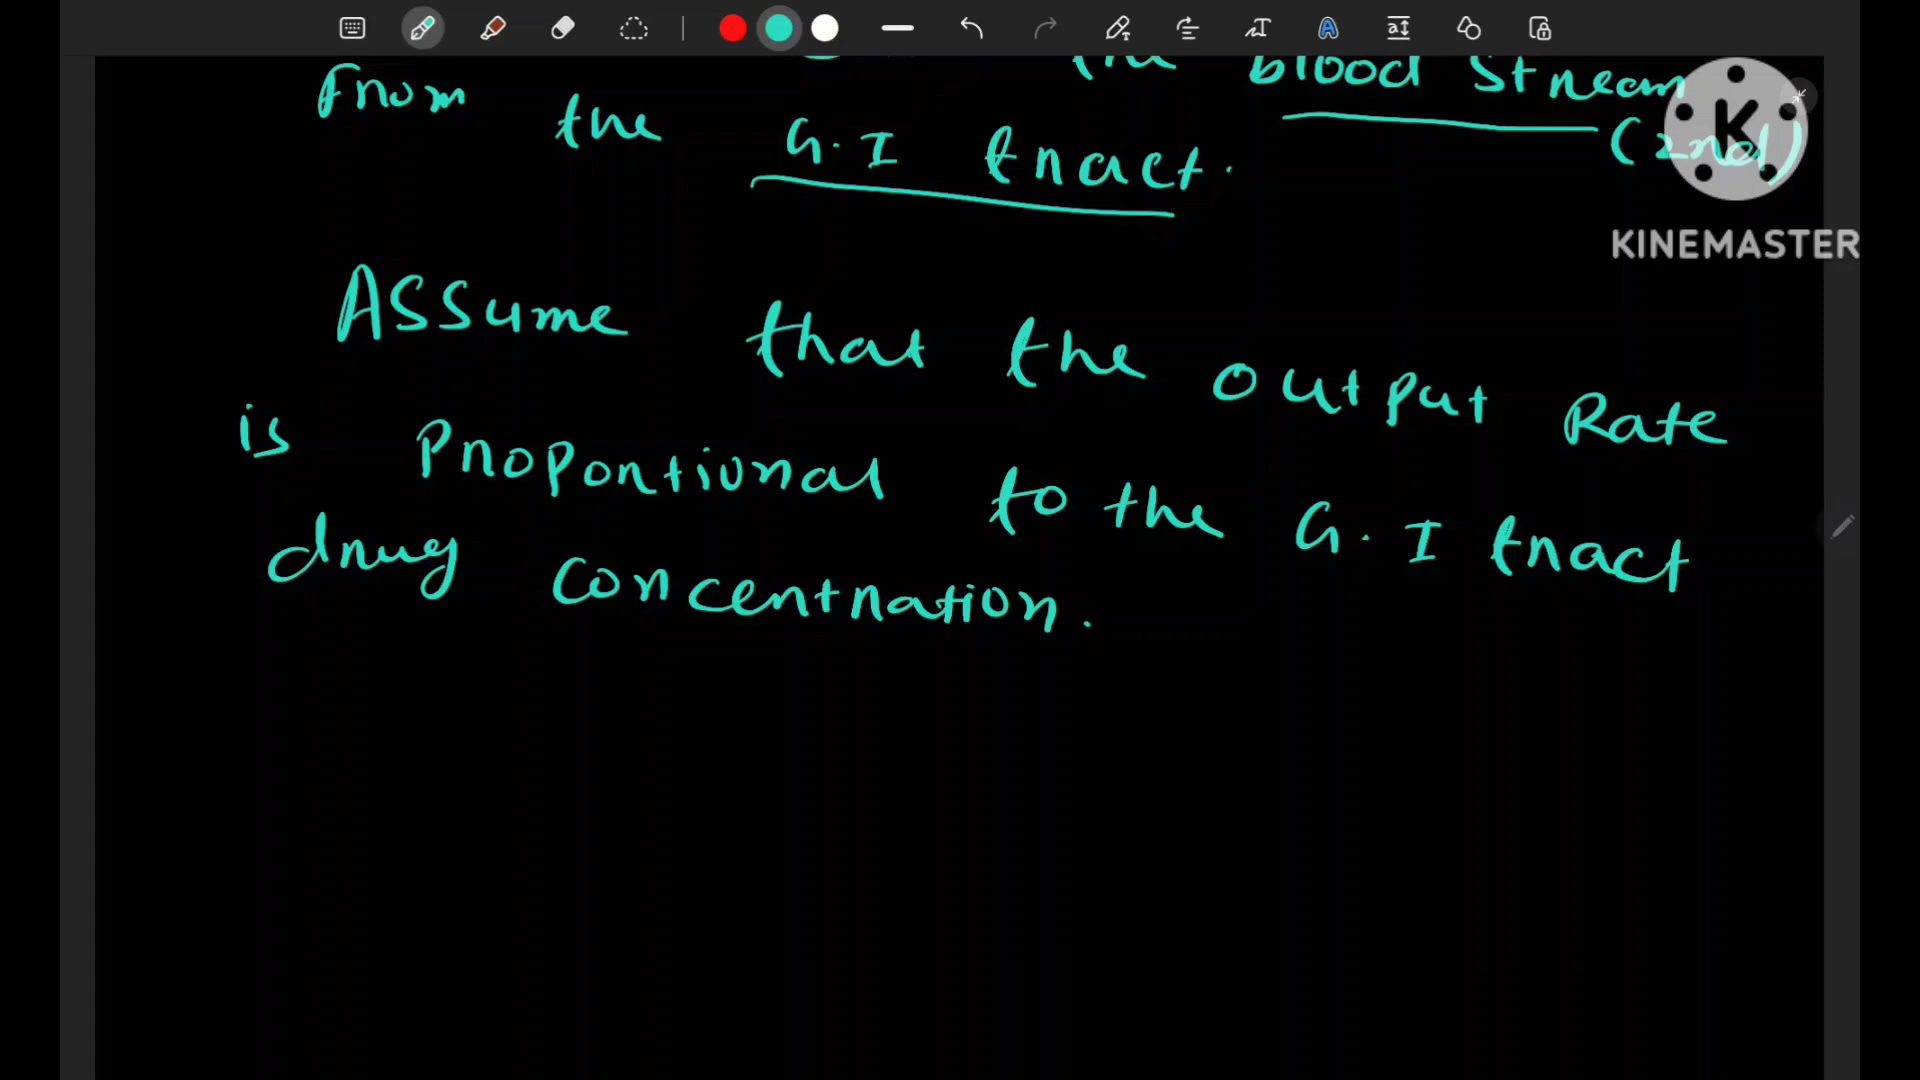 the blood stream
from the G.I tract.
(2nd)
KINEMASTER
Assume that the output Rate
is Proportional to the G.I tract
drug concentration.